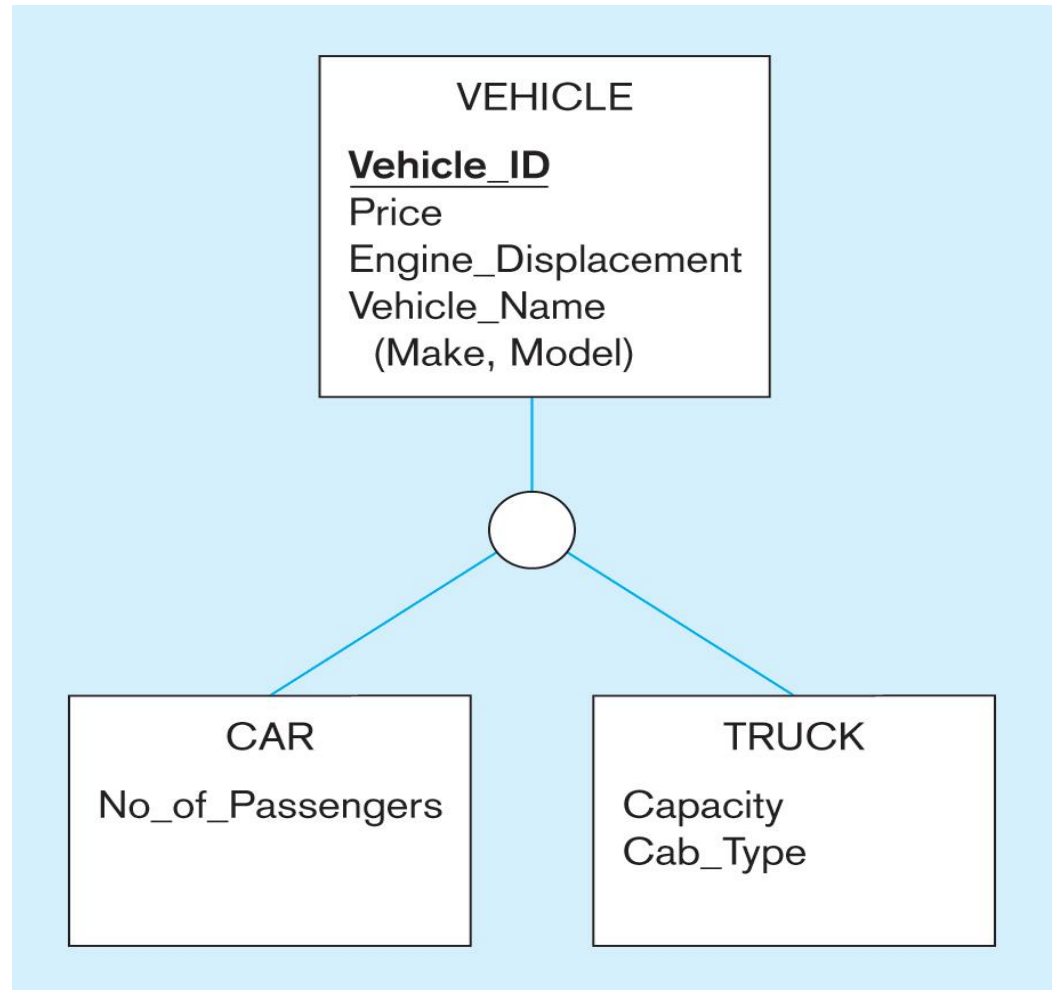 VEHICLE
Vehicle_ID
Price
Engine_Displacement
Vehicle_Name
(Make, Model)
CAR
No_of_Passengers
TRUCK
Capacity
Cab_Type